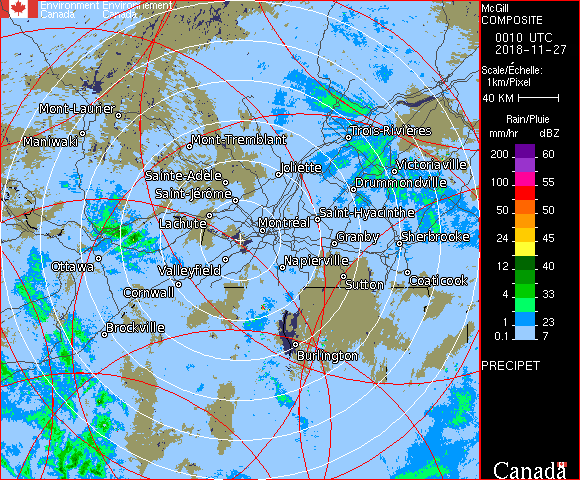 Environment Environnement
Canada Canada
McGill
COMPOSITE
0010 UTC
2018-11-27
Scale/Échelle:
1km/Pixel
40 KM
Rain/Pluie
mm/hr dBZ
200 60
100 55
50 50
24 45
12 40
4 33
2 23
0.1 7
PRECIPET
Mont-Laurier
Maniwaki
Mont-Tremblant
Trois-Rivières
Joliette
Victoriaville
Sainte-Adèle
Drummondville
Saint-Jérôme
Saint-Hyacinthe
Lachute
Montréal
Granby
Sherbrooke
Ottawa
Valleyfield
Napierville
Coaticook
Cornwall
Sutton
Brockville
Burlington
Canada